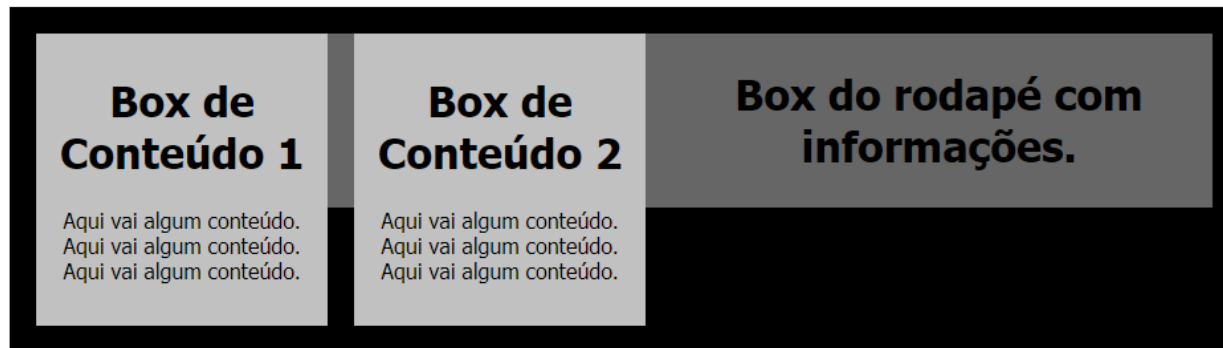 Box de
Conteúdo 1
Aqui vai algum conteúdo.
Aqui vai algum conteúdo.
Aqui vai algum conteúdo.
Box de
Conteúdo 2
Aqui vai algum conteúdo.
Aqui vai algum conteúdo.
Aqui vai algum conteúdo.
Box do rodapé com
informações.